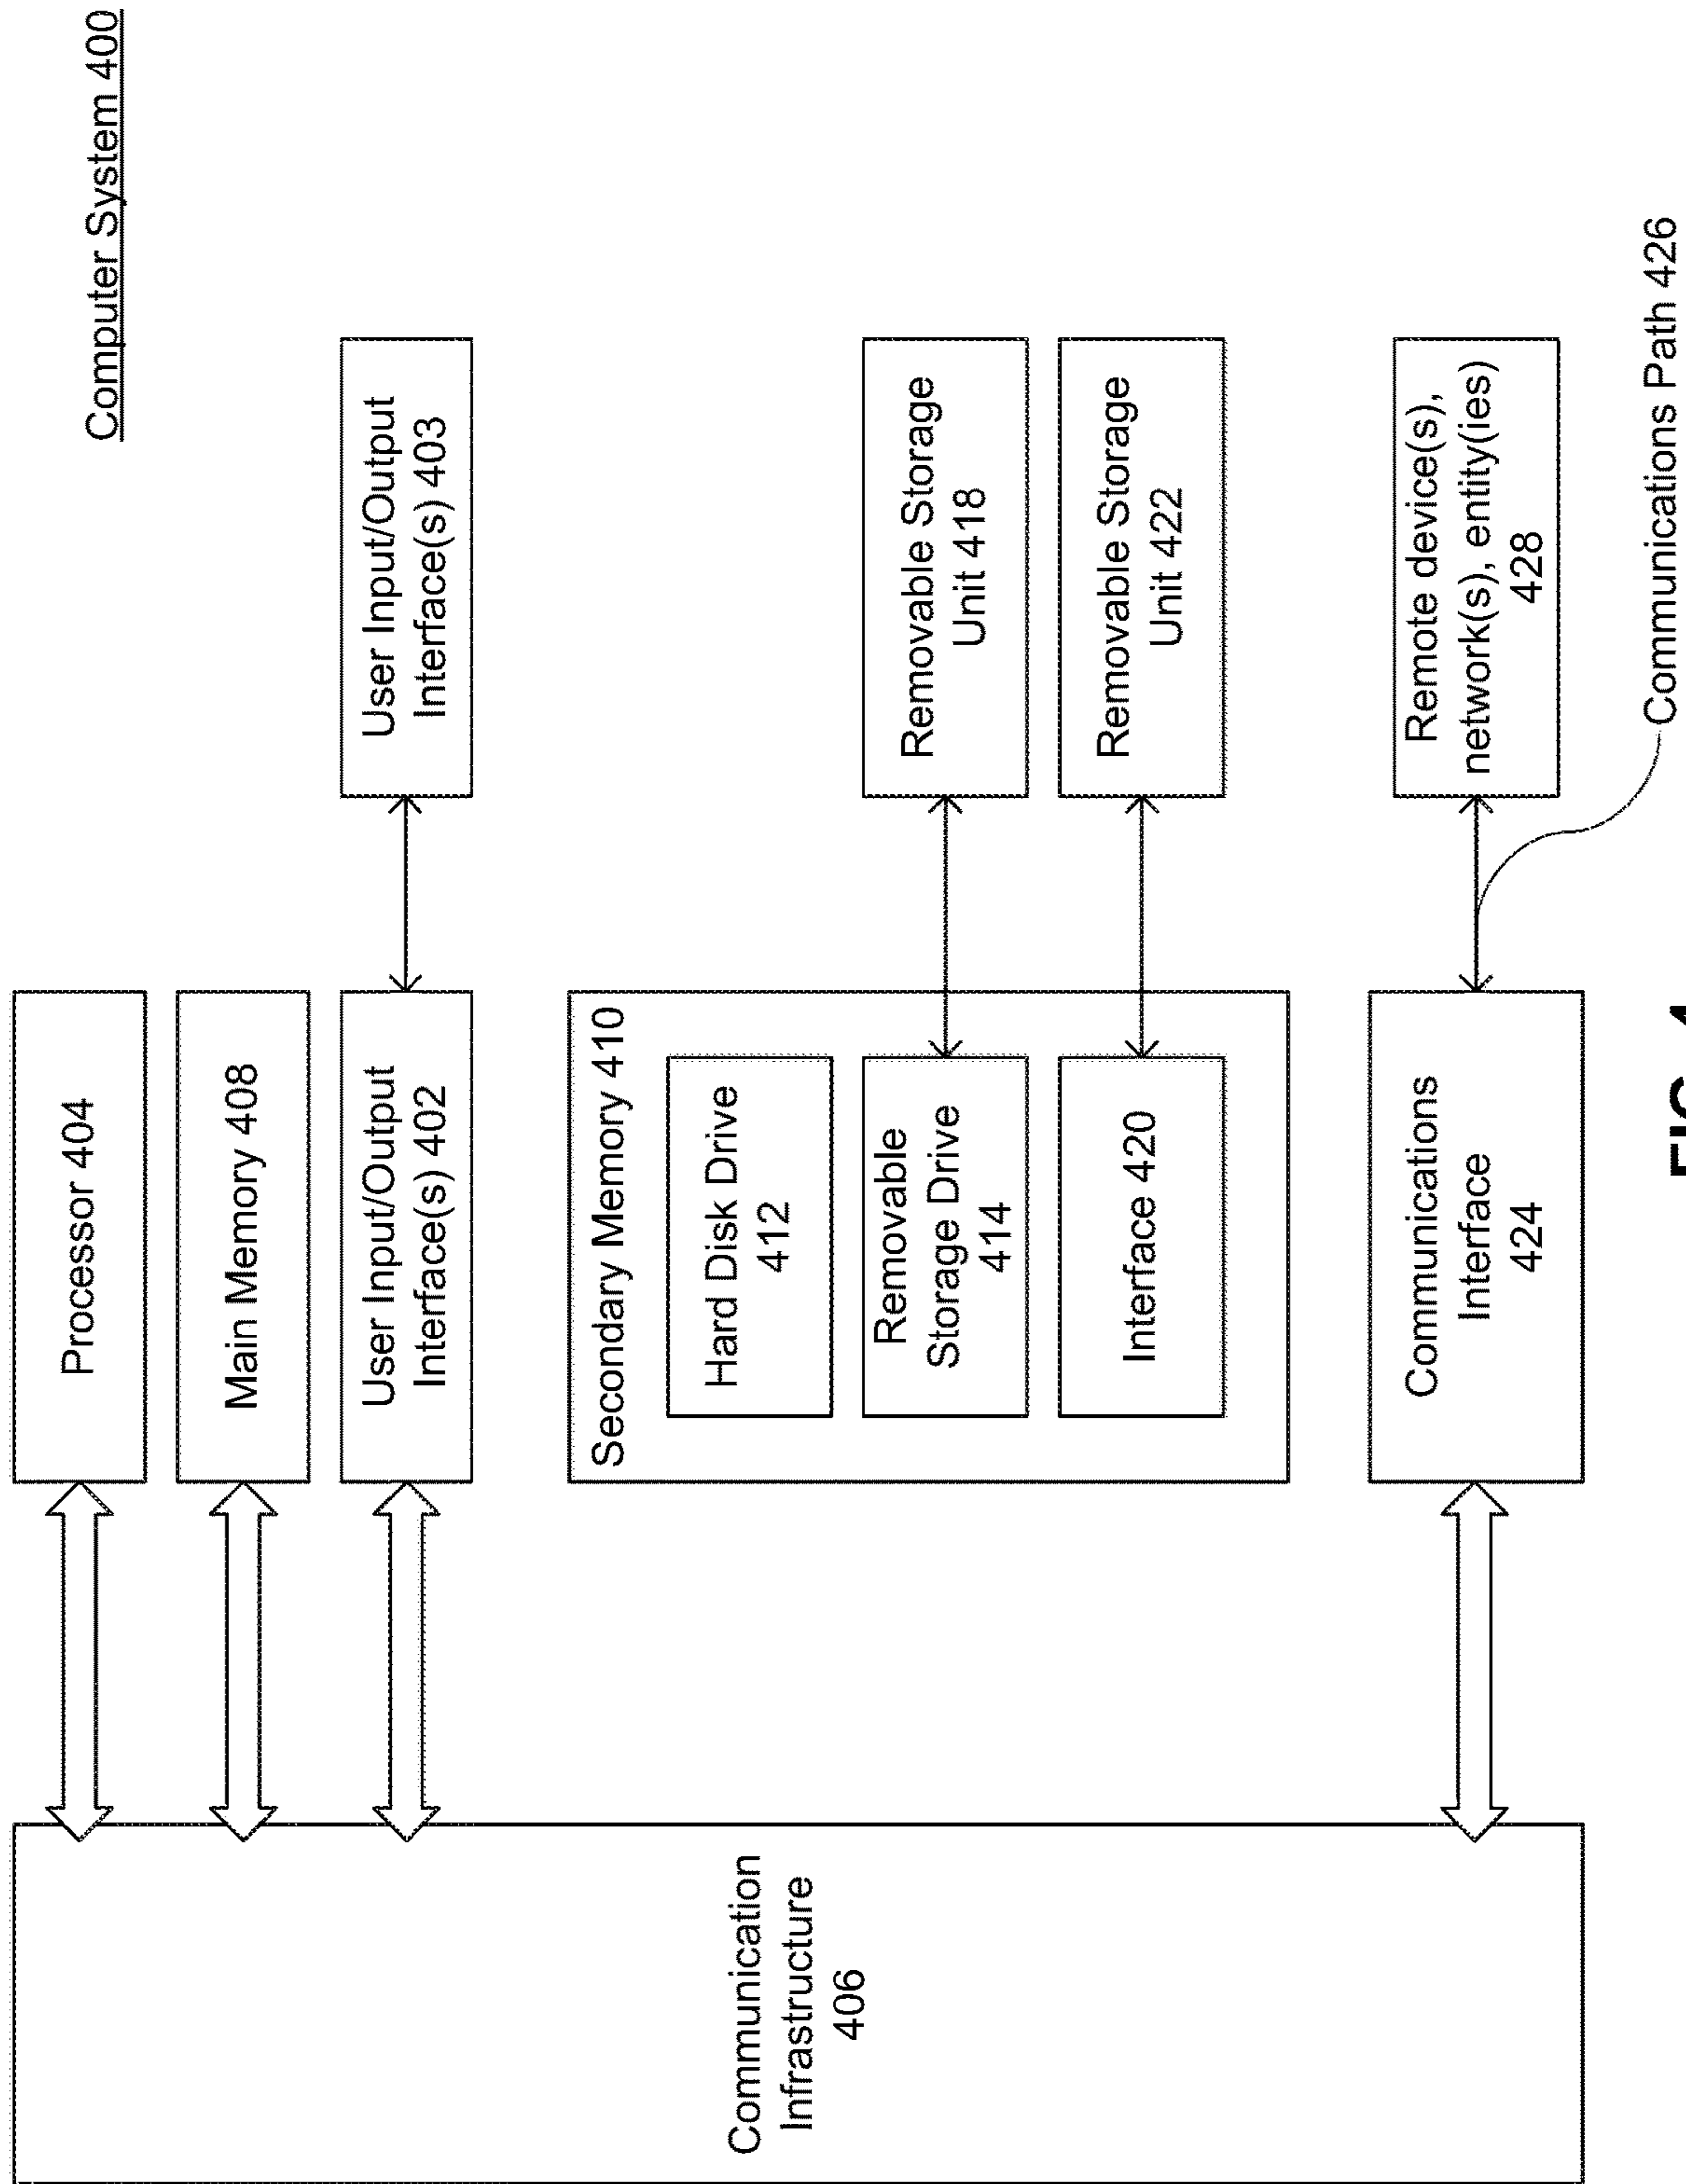 Computer System 400
Communication
Infrastructure
406
Processor 404
Main Memory 408
User Input/Output
Interface(s) 402
User Input/Output
Interface(s) 403
Secondary Memory 410
Hard Disk Drive
412
Removable
Storage Drive
414
Removable Storage
Unit 418
Interface 420
Removable Storage
Unit 422
Communications
Interface
424
Remote device(s),
network(s), entity(ies)
428
Communications Path 426
FIG. 4